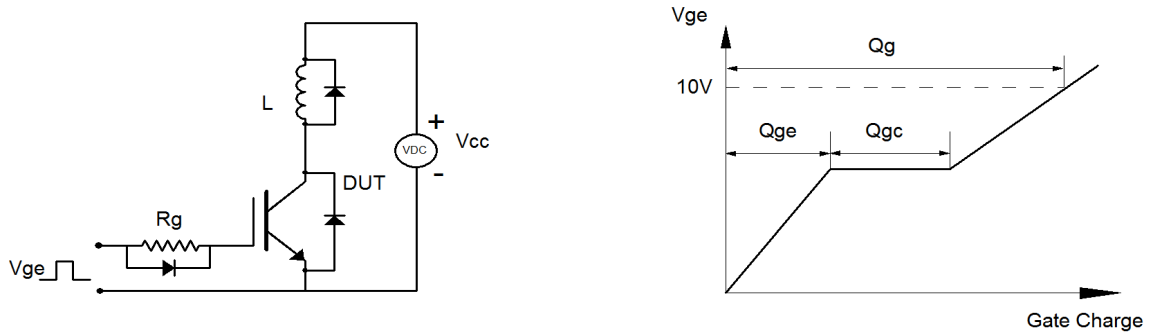 L
+
VDC
Vcc
-
DUT
Rg
Vge
Vge
Qg
10V
Qge
Qgc
Gate Charge